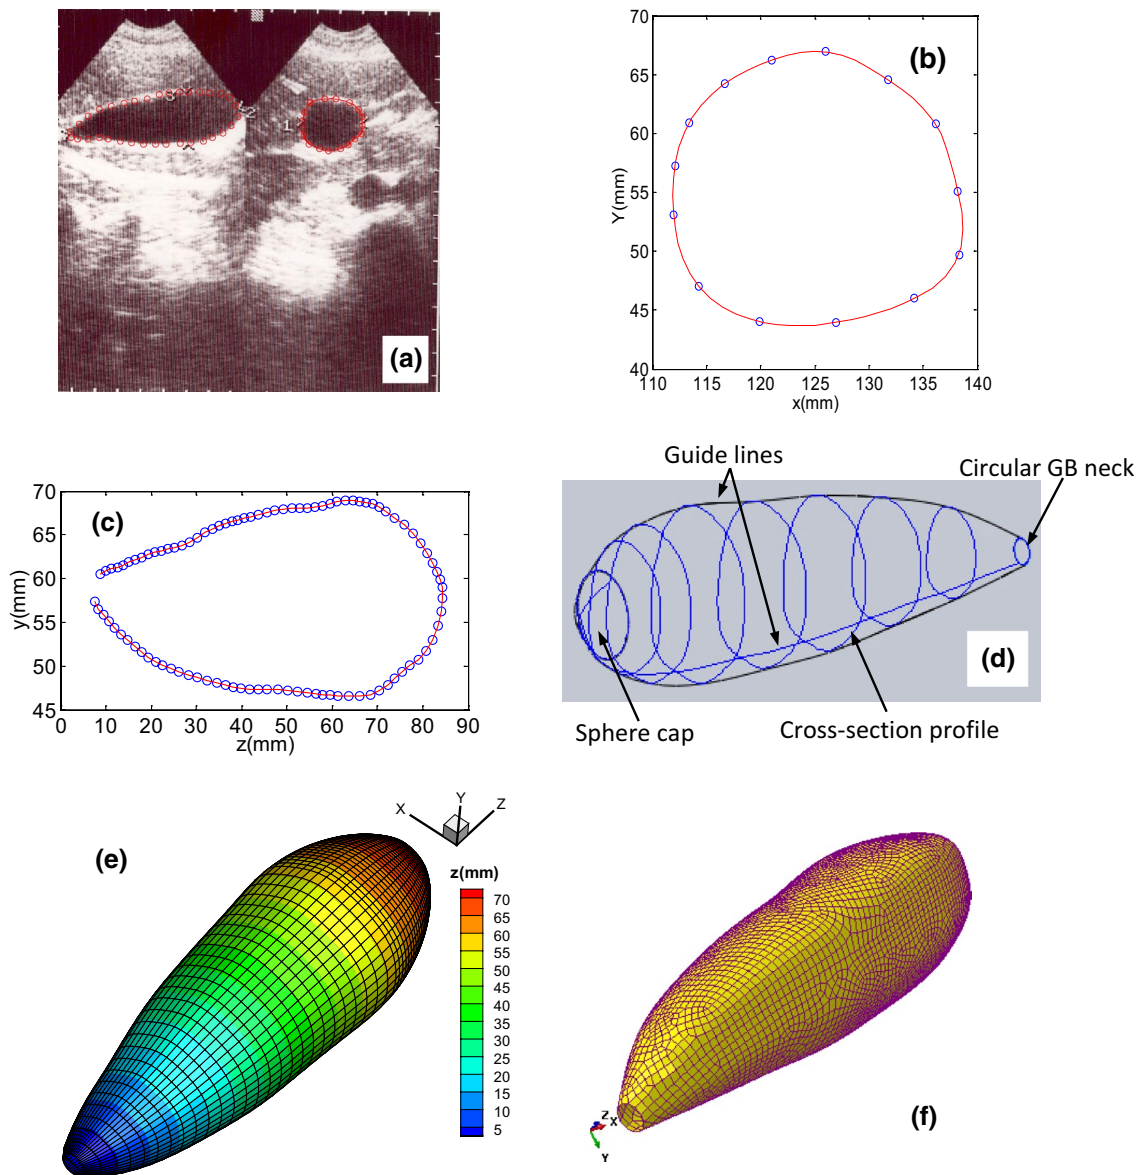 (a)
3
2
1
(b)
70
65
60
55
50
45
40
Y(mm)
110 115 120 125 130 135 140
x(mm)
(c)
70
65
60
55
50
45
y(mm)
0 10 20 30 40 50 60 70 80 90
z(mm)
Guide lines
Circular GB neck
(d)
Sphere cap
Cross-section profile
(e)
X Y Z
z(mm)
70
65
60
55
50
45
40
35
30
25
20
15
10
5
Z
X
Y
(f)